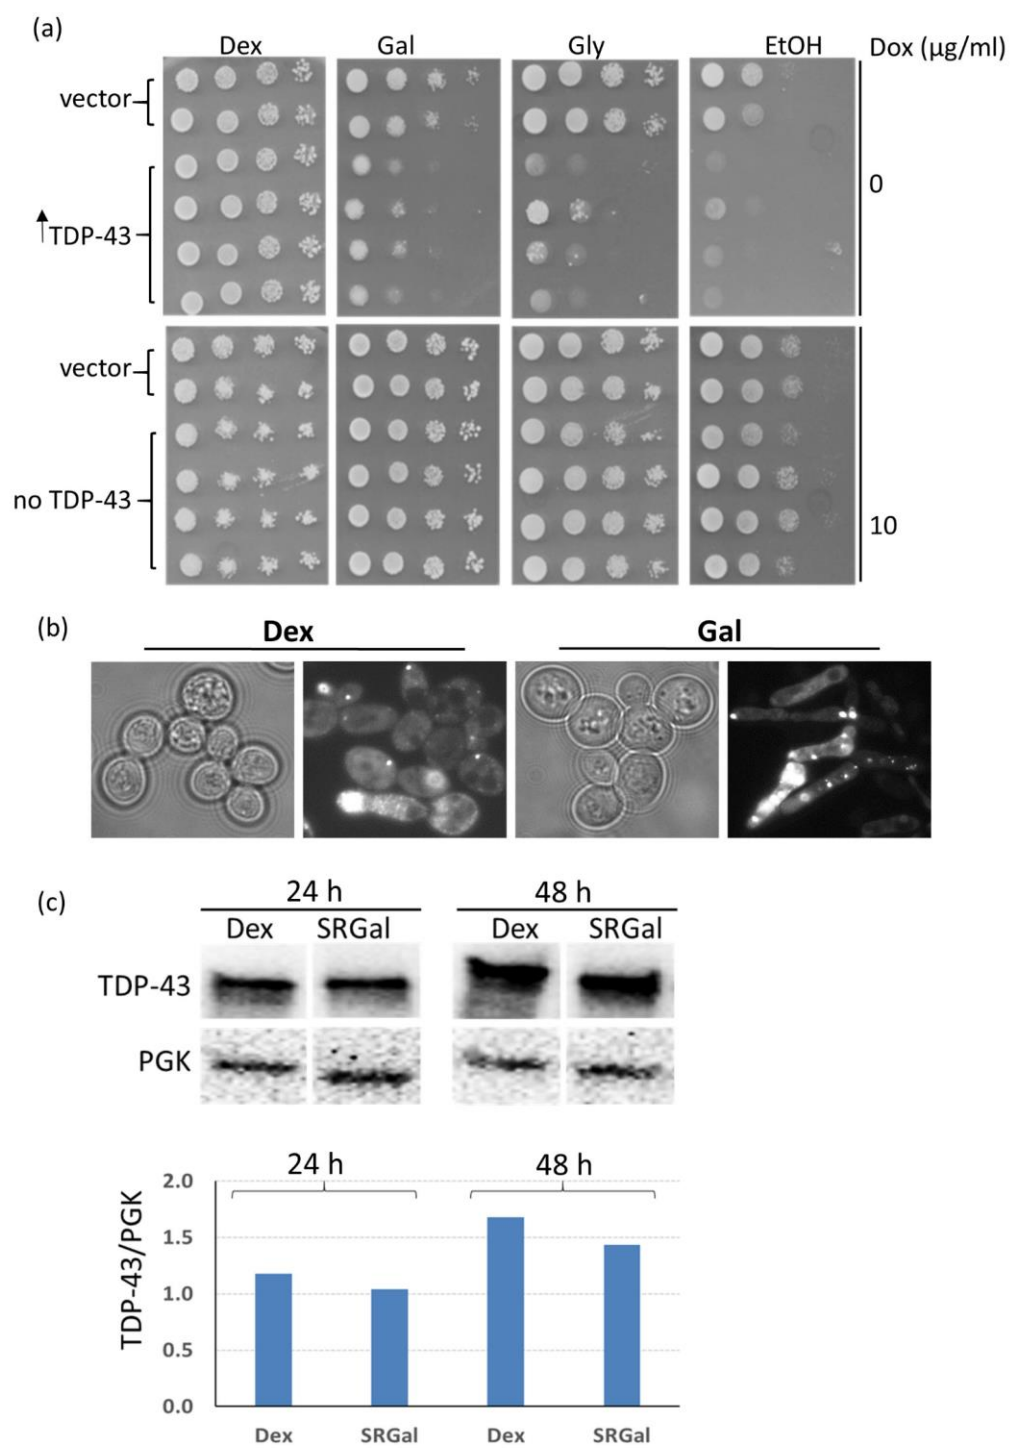 (a)
Dex Gal Gly EtOH Dox (µg/ml)
vector
0
↑TDP-43
vector
no TDP-43
10
(b)
Dex Gal
(c)
24 h 48 h
Dex SRGal Dex SRGal
TDP-43
PGK
24 h 48 h
TDP-43/PGK
2.0
1.5
1.0
0.5
0.0
Dex SRGal Dex SRGal